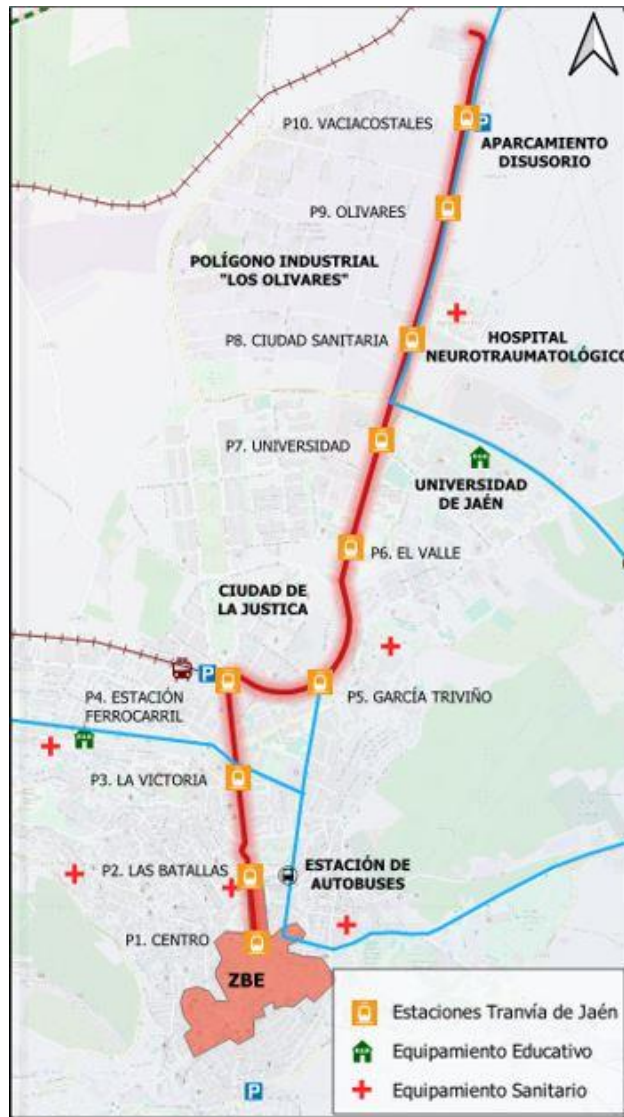 P10. VACIACOSTALES
P
APARCAMIENTO
DISUSORIO
P9. OLIVARES
POLÍGONO INDUSTRIAL
"LOS OLIVARES"
P8. CIUDAD SANITARIA
HOSPITAL
NEUROTRAUMATOLÓGICO
P7. UNIVERSIDAD
UNIVERSIDAD
DE JAÉN
P6. EL VALLE
CIUDAD DE
LA JUSTICA
P
P4. ESTACIÓN
FERROCARRIL
P5. GARCÍA TRIVIÑO
P3. LA VICTORIA
P2. LAS BATALLAS
ESTACIÓN DE
AUTOBUSES
P1. CENTRO
ZBE
P
Estaciones Tranvía de Jaén
Equipamiento Educativo
Equipamiento Sanitario